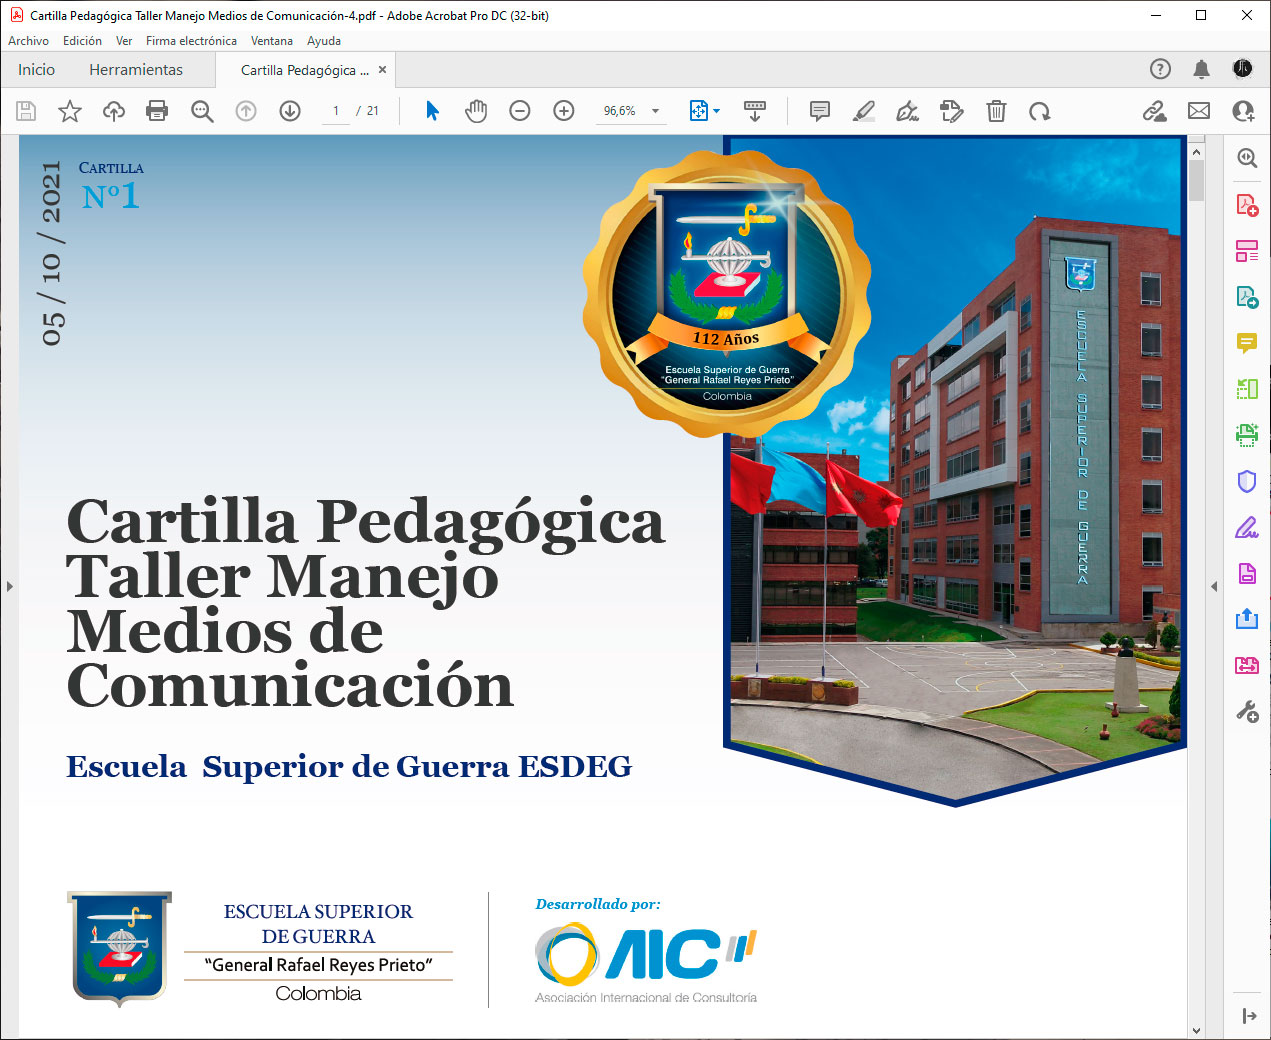 Cartilla Pedagógica Taller Manejo Medios de Comunicación-4.pdf - Adobe Acrobat Pro DC (32-bit)
Archivo Edición Ver Firma electrónica Ventana Ayuda
Inicio Herramientas Cartilla Pedagógica ... ×
1 / 21 96,6%
05 / 10 / 2021
CARTILLA
Nº1
112 Años
Escuela Superior de Guerra
"General Rafael Reyes Prieto"
Colombia
ESCUELA SUPERIOR DE GUERRA
Cartilla Pedagógica
Taller Manejo
Medios de
Comunicación
Escuela Superior de Guerra ESDEG
ESCUELA SUPERIOR
DE GUERRA
“General Rafael Reyes Prieto”
Colombia
Desarrollado por:
AIC
Asociación Internacional de Consultoría